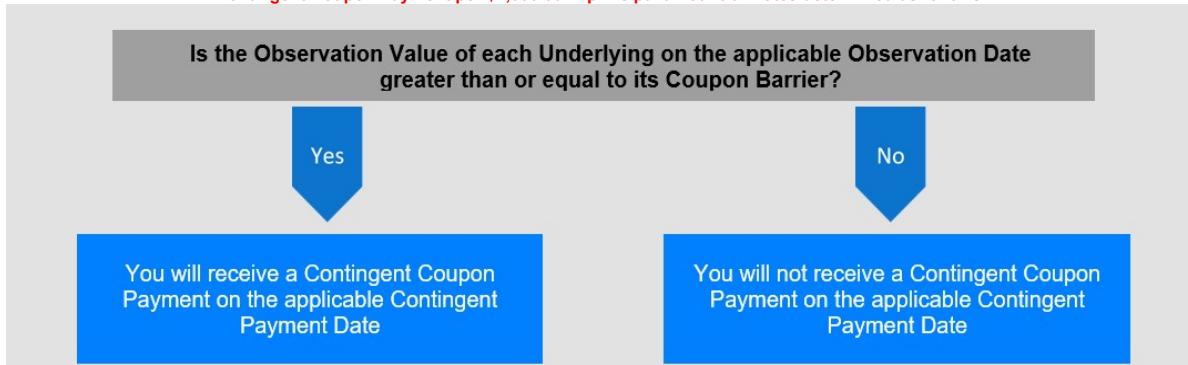 Is the Observation Value of each Underlying on the applicable Observation Date
greater than or equal to its Coupon Barrier?
Yes
No
You will receive a Contingent Coupon
Payment on the applicable Contingent
Payment Date
You will not receive a Contingent Coupon
Payment on the applicable Contingent
Payment Date